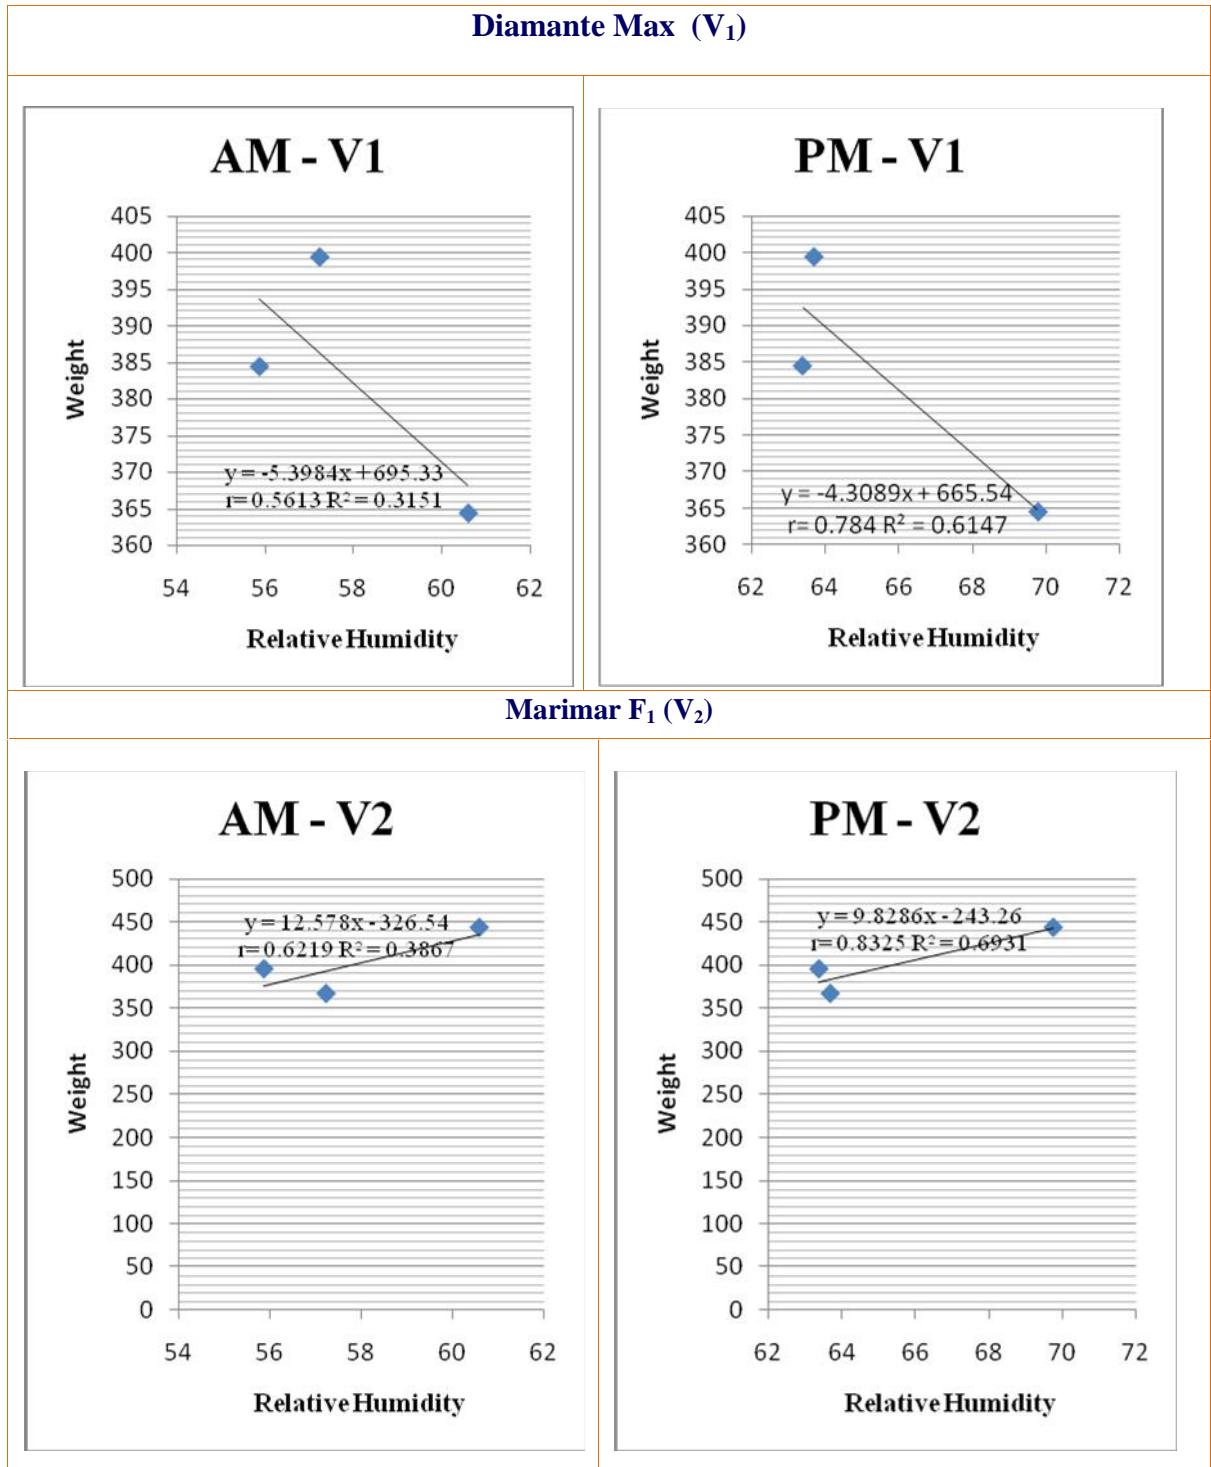 Diamante Max (V₁)
AM - V1
405
400
395
390
385
380
375
370
365
360
Weight
y = -5.3984x + 695.33
r= 0.5613 R² = 0.3151
54 56 58 60 62
Relative Humidity
PM - V1
405
400
395
390
385
380
375
370
365
360
Weight
y = -4.3089x + 665.54
r= 0.784 R² = 0.6147
62 64 66 68 70 72
Relative Humidity
Marimar F₁ (V₂)
AM - V2
500
450
400
350
300
250
200
150
100
50
0
Weight
y = 12.578x - 326.54
r= 0.6219 R² = 0.3867
54 56 58 60 62
Relative Humidity
PM - V2
500
450
400
350
300
250
200
150
100
50
0
Weight
y = 9.8286x - 243.26
r= 0.8325 R² = 0.6931
62 64 66 68 70 72
Relative Humidity